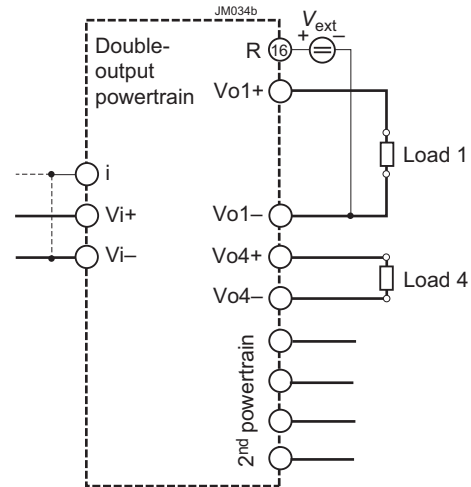 JM034b
Double-
output
powertrain
R 16 + Vext –
Vo1+
Load 1
i
Vi+
Vo1–
Vi–
Vo4+
Load 4
Vo4–
2nd powertrain